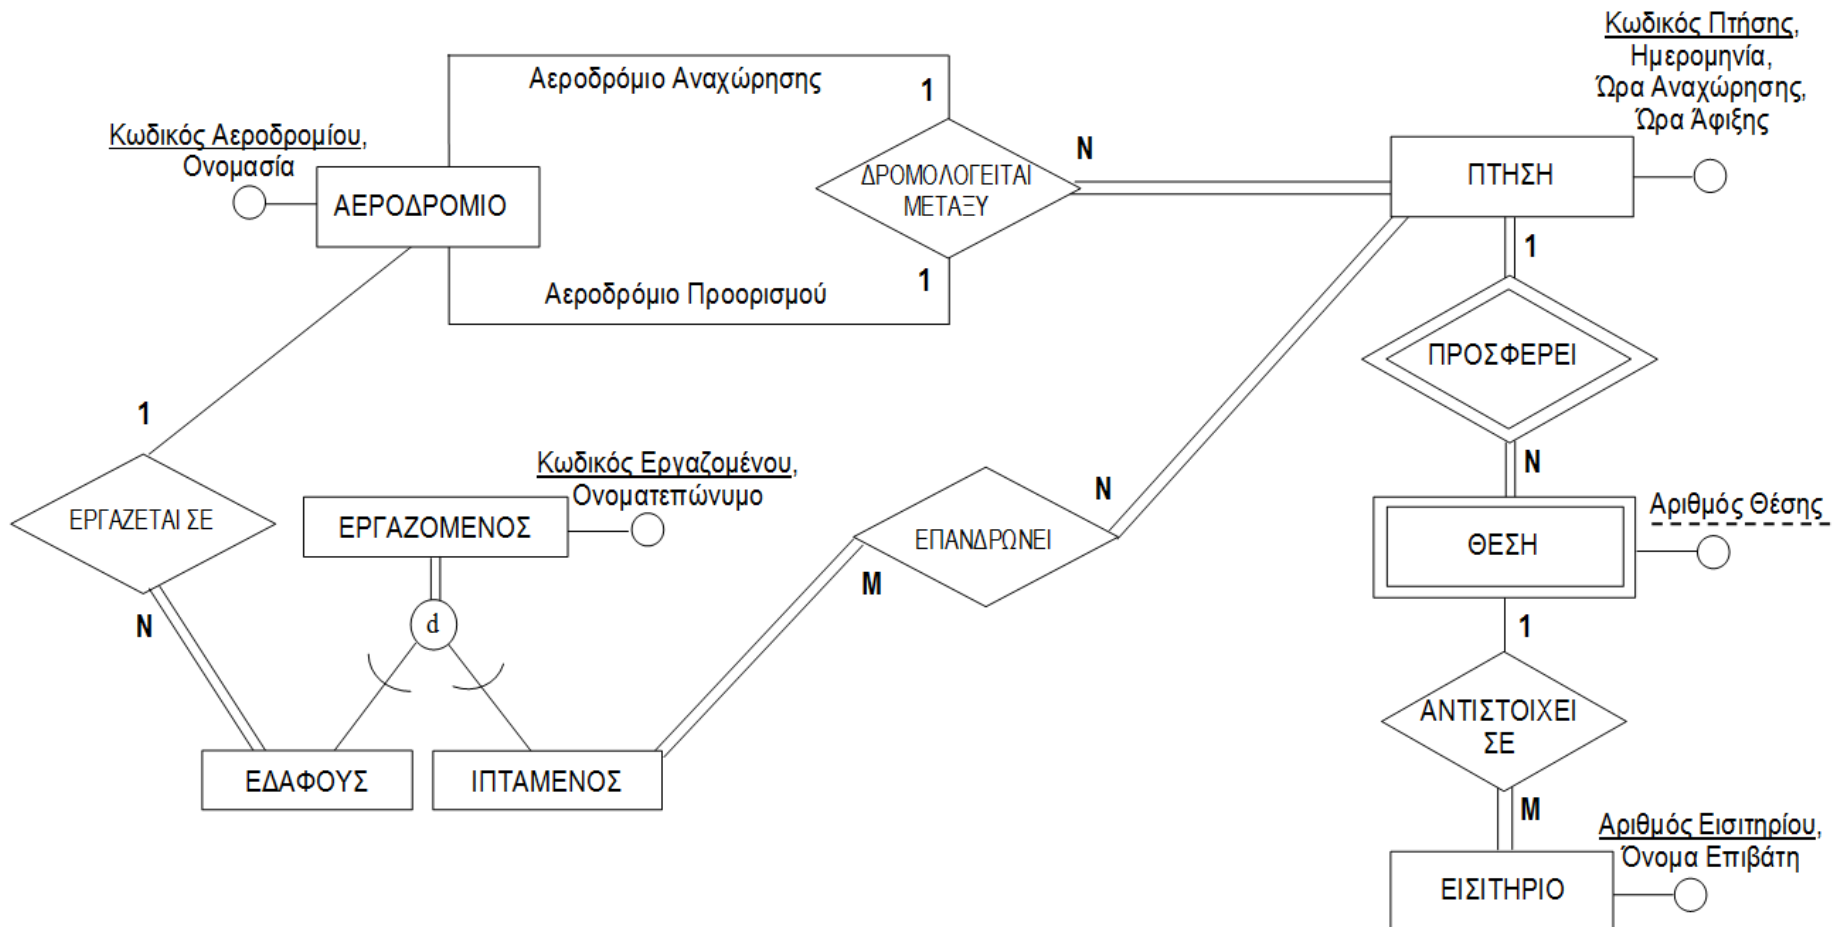 Κωδικός Πτήσης,
Ημερομηνία,
Ώρα Αναχώρησης,
Ώρα Άφιξης
Αεροδρόμιο Αναχώρησης
1
Κωδικός Αεροδρομίου,
Ονομασία
ΑΕΡΟΔΡΟΜΙΟ
ΔΡΟΜΟΛΟΓΕΙΤΑΙ
ΜΕΤΑΞΥ
N
ΠΤΗΣΗ
1
Αεροδρόμιο Προορισμού
1
ΠΡΟΣΦΕΡΕΙ
1
N
Κωδικός Εργαζομένου,
Ονοματεπώνυμο
ΕΡΓΑΖΕΤΑΙ ΣΕ
ΕΡΓΑΖΟΜΕΝΟΣ
N
ΕΠΑΝΔΡΩΝΕΙ
M
Αριθμός Θέσης
ΘΕΣΗ
N
d
1
ΑΝΤΙΣΤΟΙΧΕΙ
ΣΕ
ΕΔΑΦΟΥΣ
ΙΠΤΑΜΕΝΟΣ
M
Αριθμός Εισιτηρίου,
Όνομα Επιβάτη
ΕΙΣΙΤΗΡΙΟ